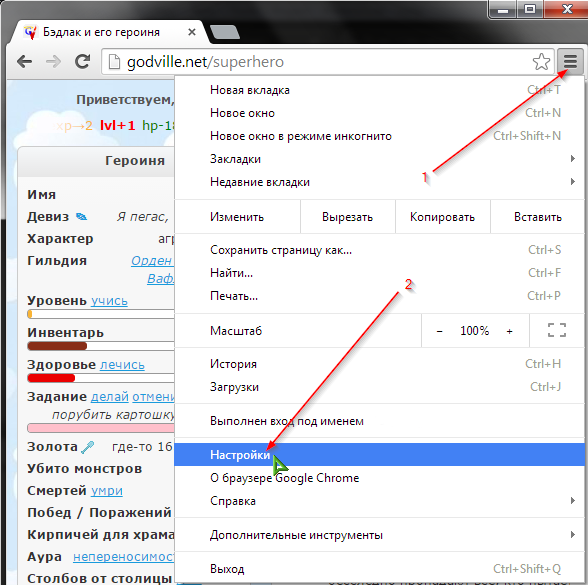 Бэдлак и его героиня
godville.net/superhero
Приветствуем,
xp→2 lvl+1 hp-18
Героиня
Имя
Девиз Я пегас,
Характер агр
Гильдия Орден
Ваф
Уровень учись
Инвентарь
Здоровье лечись
Задание делай отмени
порубить картошку
Золота где-то 16
Убито монстров
Смертей умри
Побед / Поражений
Кирпичей для храма
Аура непереносимост
Столбов от столицы
Новая вкладка Ctrl+T
Новое окно Ctrl+N
Новое окно в режиме инкогнито Ctrl+Shift+N
Закладки
1
Недавние вкладки
Изменить Вырезать Копировать Вставить
Сохранить страницу как... Ctrl+S
Найти... Ctrl+F
2
Печать... Ctrl+P
Масштаб − 100% +
История Ctrl+H
Загрузки Ctrl+J
Выполнен вход под именем
Настройки
О браузере Google Chrome
Справка
Дополнительные инструменты
Выход Ctrl+Shift+Q